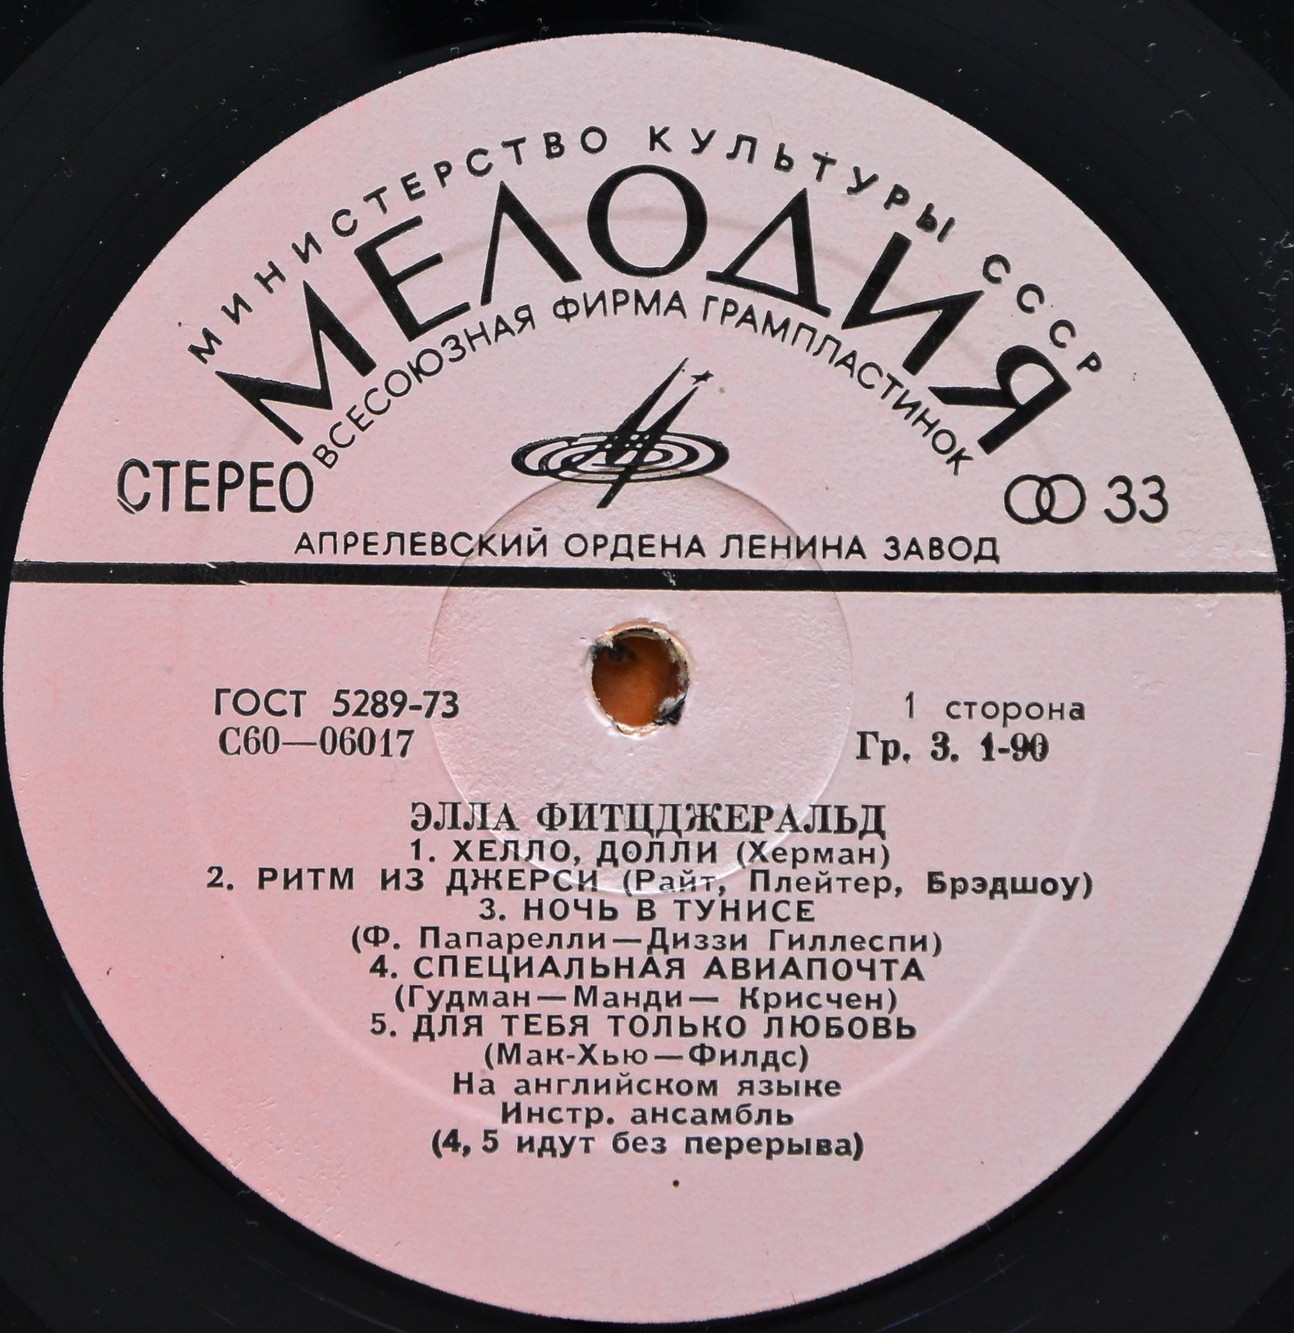 МИНИСТЕРСТВО КУЛЬТУРЫ СССР
МЕЛОДИЯ
ВСЕСОЮЗНАЯ ФИРМА ГРАМПЛАСТИНОК
СТЕРЕО
33
АПРЕЛЕВСКИЙ ОРДЕНА ЛЕНИНА ЗАВОД
ГОСТ 5289-73
1 сторона
С60—06017
Гр. 3. 1-90
ЭЛЛА ФИТЦДЖЕРАЛЬД
1. ХЕЛЛО, ДОЛЛИ (Херман)
2. РИТМ ИЗ ДЖЕРСИ (Райт, Плейтер, Брэдшоу)
3. НОЧЬ В ТУНИСЕ
(Ф. Папарелли—Диззи Гиллеспи)
4. СПЕЦИАЛЬНАЯ АВИАПОЧТА
(Гудман—Манди— Крисчен)
5. ДЛЯ ТЕБЯ ТОЛЬКО ЛЮБОВЬ
(Мак-Хью—Филдс)
На английском языке
Инстр. ансамбль
(4, 5 идут без перерыва)